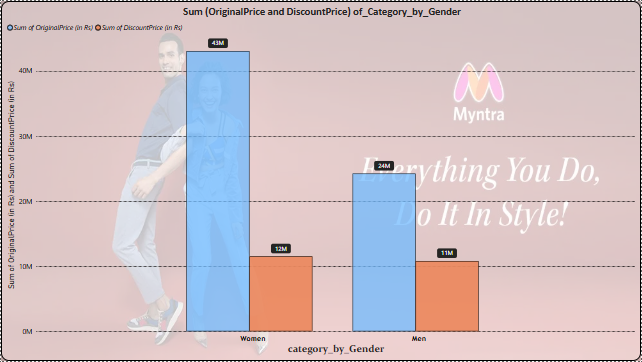 Sum (OriginalPrice and DiscountPrice) of_Category_by_Gender
Sum of OriginalPrice (in Rs) Sum of DiscountPrice (in Rs)
Sum of OriginalPrice (in Rs) and Sum of DiscountPrice (in Rs)
40M
30M
20M
10M
0M
43M
12M
24M
11M
Myntra
Everything You Do,
Do It In Style!
Women
Men
category_by_Gender